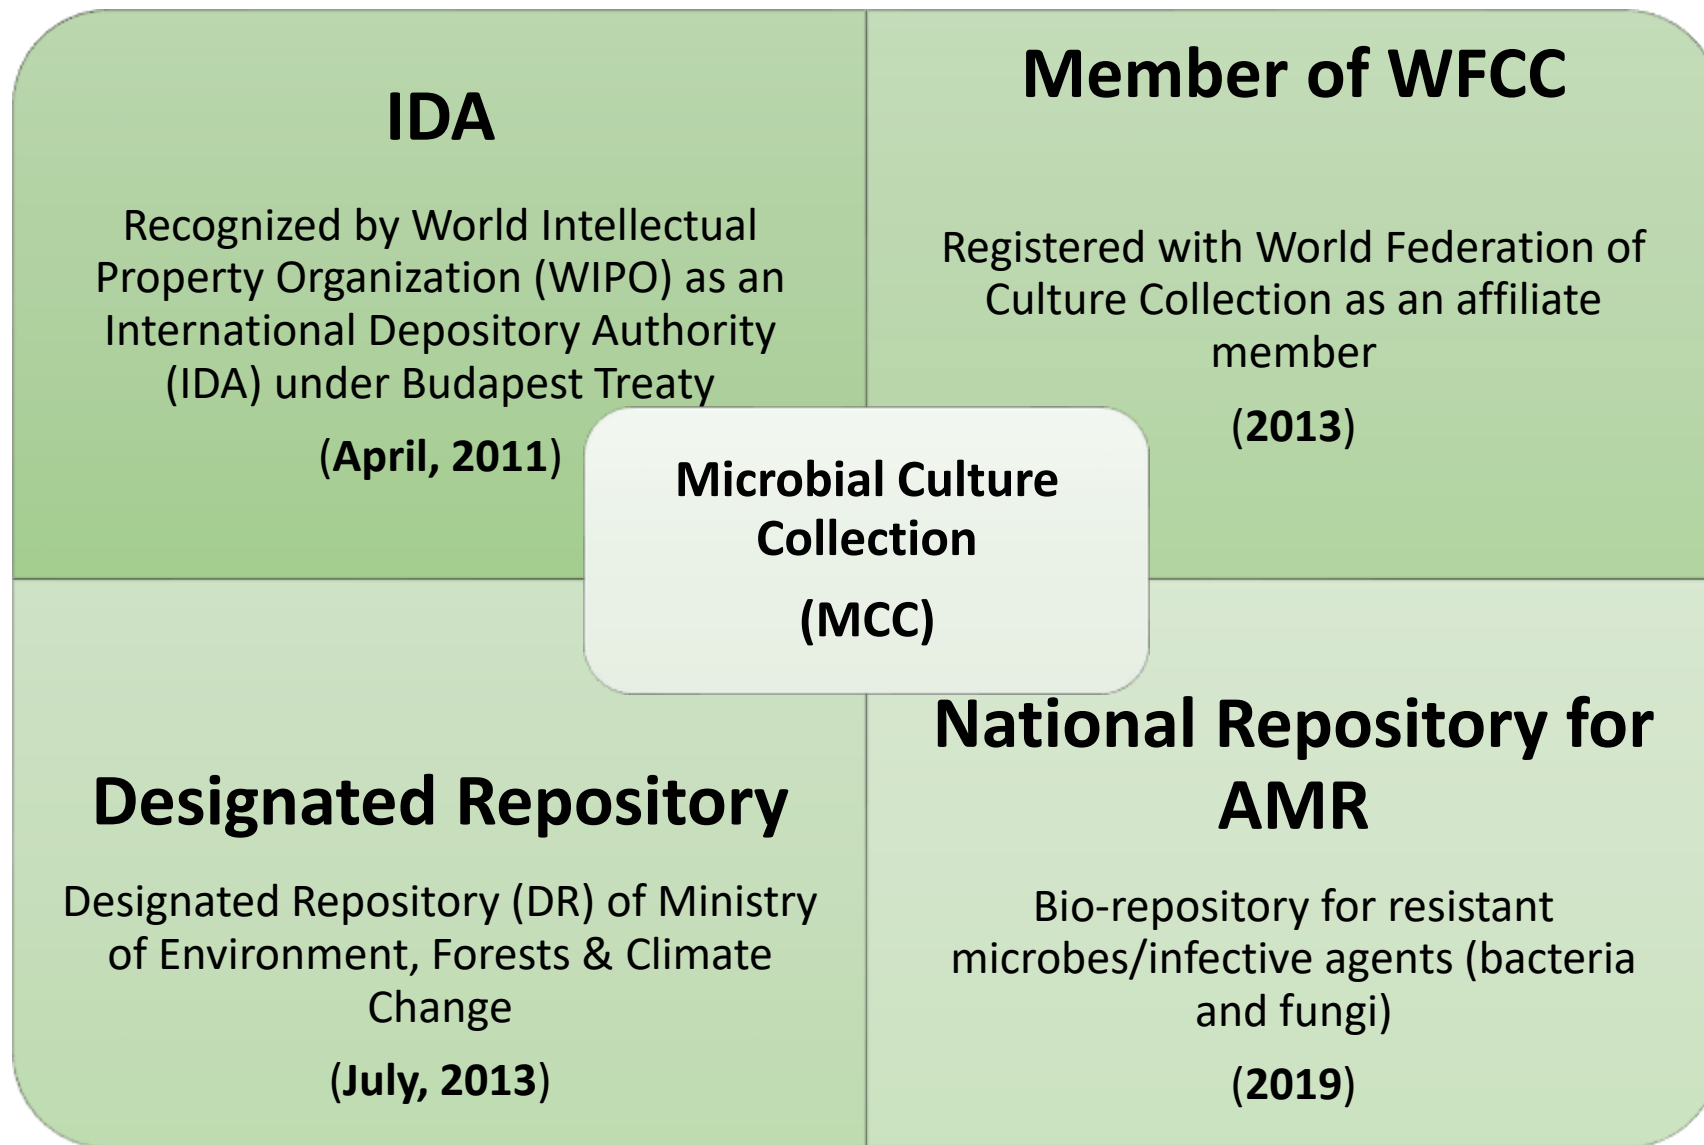 IDA
Recognized by World Intellectual
Property Organization (WIPO) as an
International Depository Authority
(IDA) under Budapest Treaty
(April, 2011)
Member of WFCC
Registered with World Federation of
Culture Collection as an affiliate
member
(2013)
Microbial Culture
Collection
(MCC)
Designated Repository
Designated Repository (DR) of Ministry
of Environment, Forests & Climate
Change
(July, 2013)
National Repository for
AMR
Bio-repository for resistant
microbes/infective agents (bacteria
and fungi)
(2019)